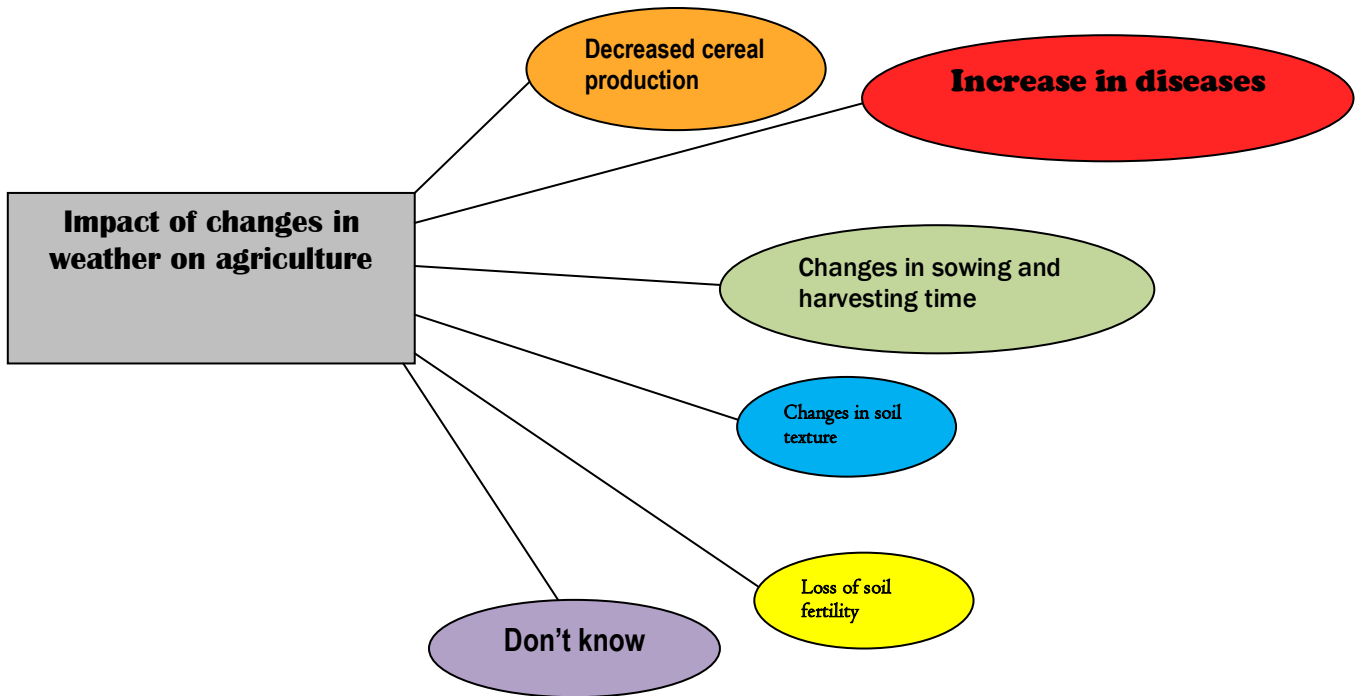 Decreased cereal
production
Increase in diseases
Impact of changes in
weather on agriculture
Changes in sowing and
harvesting time
Changes in soil
texture
Loss of soil
fertility
Don’t know